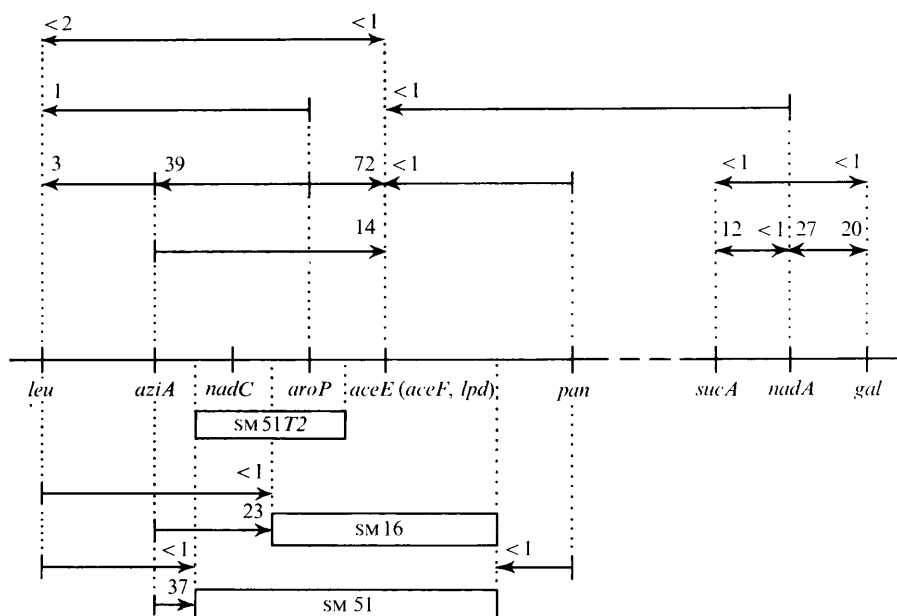 <2 <1
1 <1
3 39 72 <1 <1 <1
14 12 <1 27 20
leu aziA nadC aroP aceE (aceF, lpd) pan sucA nadA gal
SM 51T2
<1
23 SM 16
<1 <1
37 SM 51